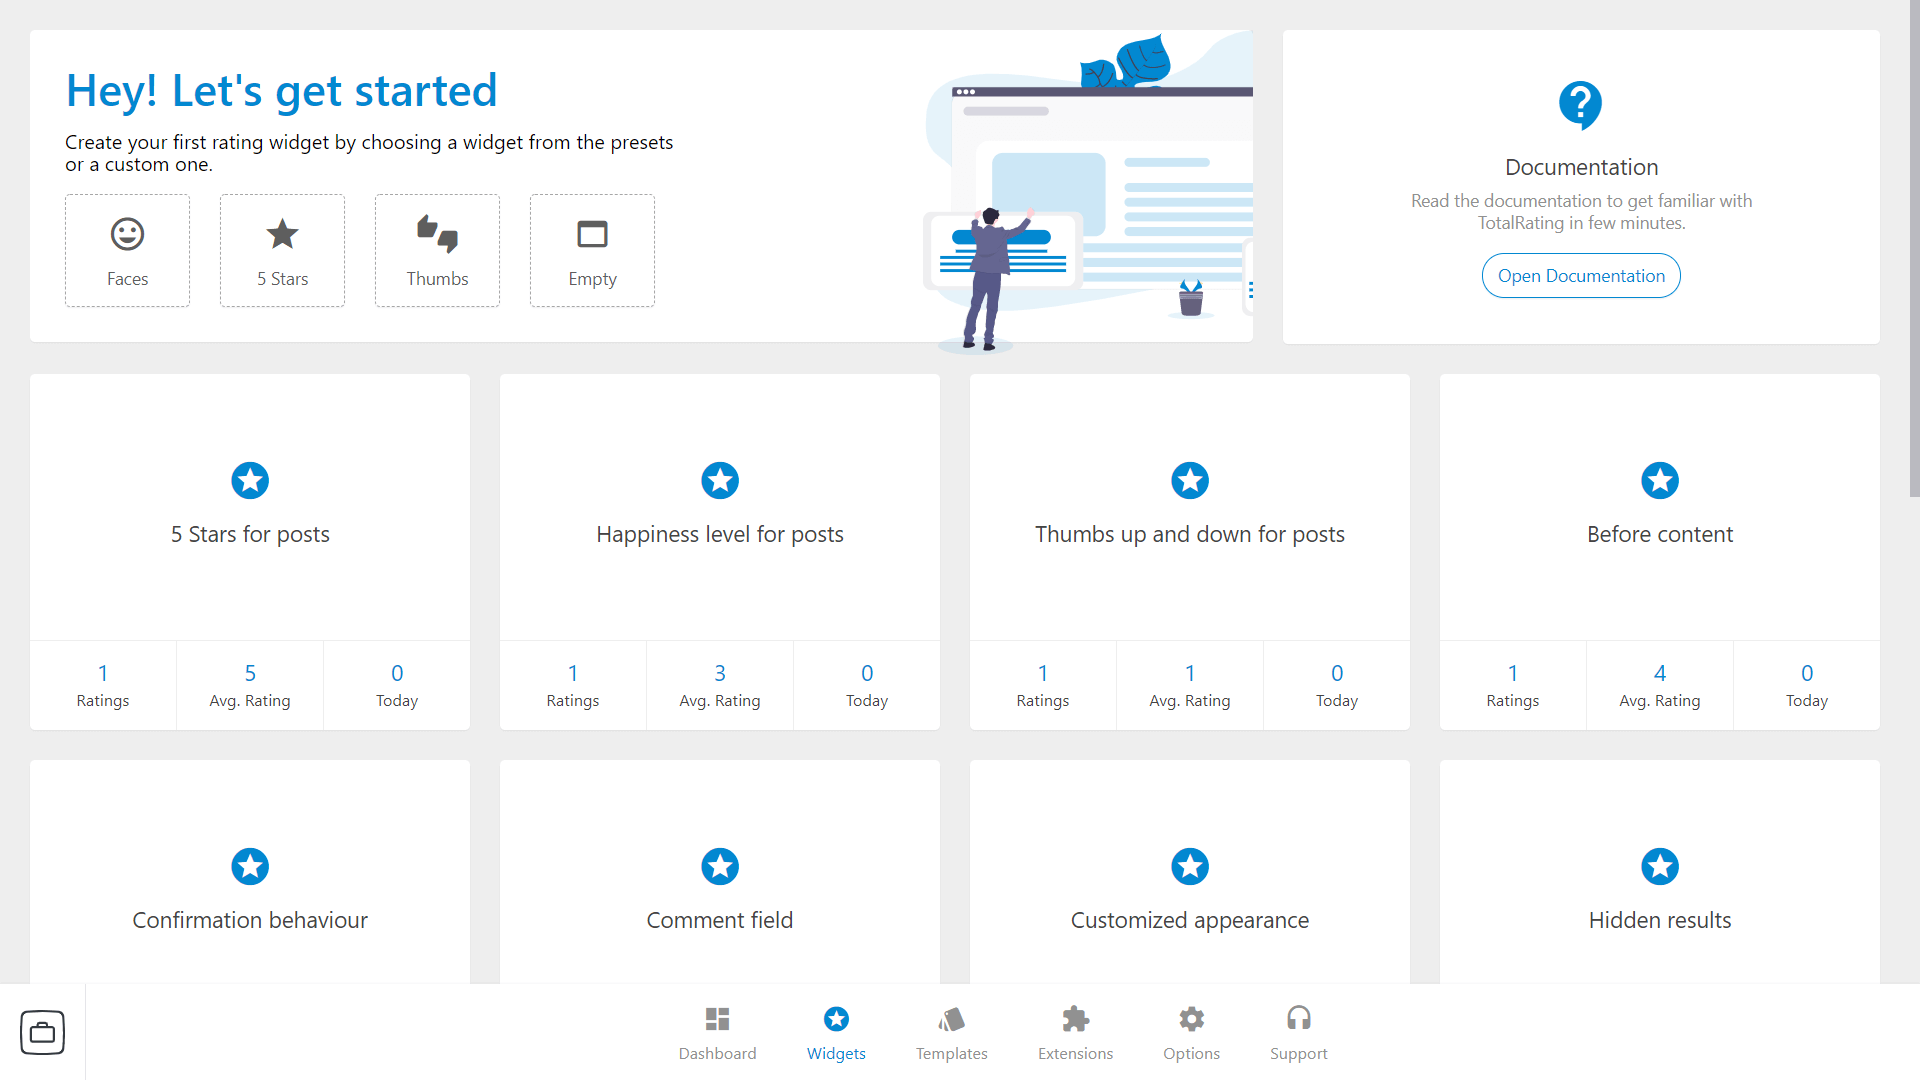 Hey! Let's get started
Create your first rating widget by choosing a widget from the presets
or a custom one.
Faces
5 Stars
Thumbs
Empty
Documentation
Read the documentation to get familiar with
TotalRating in few minutes.
Open Documentation
5 Stars for posts
1
Ratings
5
Avg. Rating
0
Today
Happiness level for posts
1
Ratings
3
Avg. Rating
0
Today
Thumbs up and down for posts
1
Ratings
1
Avg. Rating
0
Today
Before content
1
Ratings
4
Avg. Rating
0
Today
Confirmation behaviour
Comment field
Customized appearance
Hidden results
Dashboard
Widgets
Templates
Extensions
Options
Support